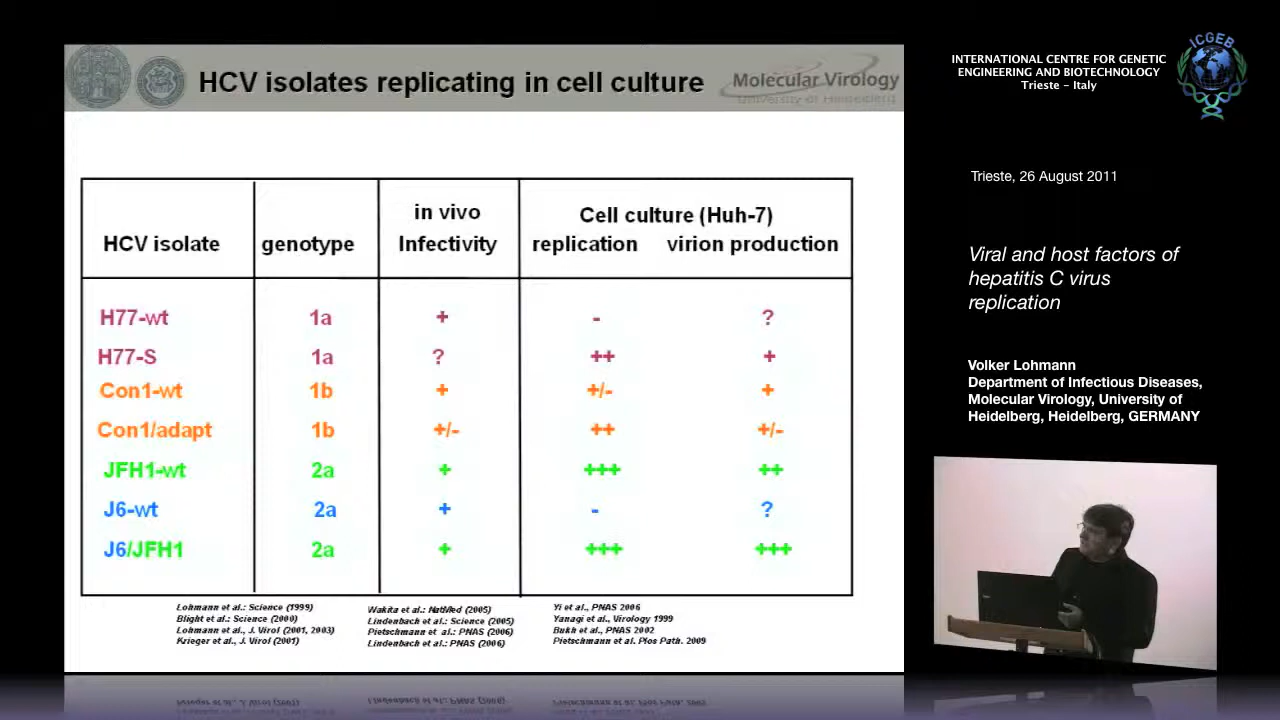 HCV isolates replicating in cell culture
Molecular Virology
University of Heidelberg
HCV isolate
genotype
in vivo
Infectivity
Cell culture (Huh-7)
replication virion production
H77-wt 1a + - ?
H77-S 1a ? ++ +
Con1-wt 1b + +/- +
Con1/adapt 1b +/- ++ +/-
JFH1-wt 2a + +++ ++
J6-wt 2a + - ?
J6/JFH1 2a + +++ +++
Lohmann et al.: Science (1999)
Blight et al.: Science (2000)
Lohmann et al., J. Virol (2001, 2003)
Krieger et al., J. Virol (2001)
Wakita et al.: NatMed (2005)
Lindenbach et al.: Science (2005)
Pietschmann et al.: PNAS (2006)
Lindenbach et al.: PNAS (2006)
Yi et al., PNAS 2006
Yanagi et al., Virology 1999
Bukh et al., PNAS 2002
Pietschmann et al. Plos Path. 2009
INTERNATIONAL CENTRE FOR GENETIC
ENGINEERING AND BIOTECHNOLOGY
Trieste - Italy
ICGEB
Trieste, 26 August 2011
Viral and host factors of
hepatitis C virus
replication
Volker Lohmann
Department of Infectious Diseases,
Molecular Virology, University of
Heidelberg, Heidelberg, GERMANY